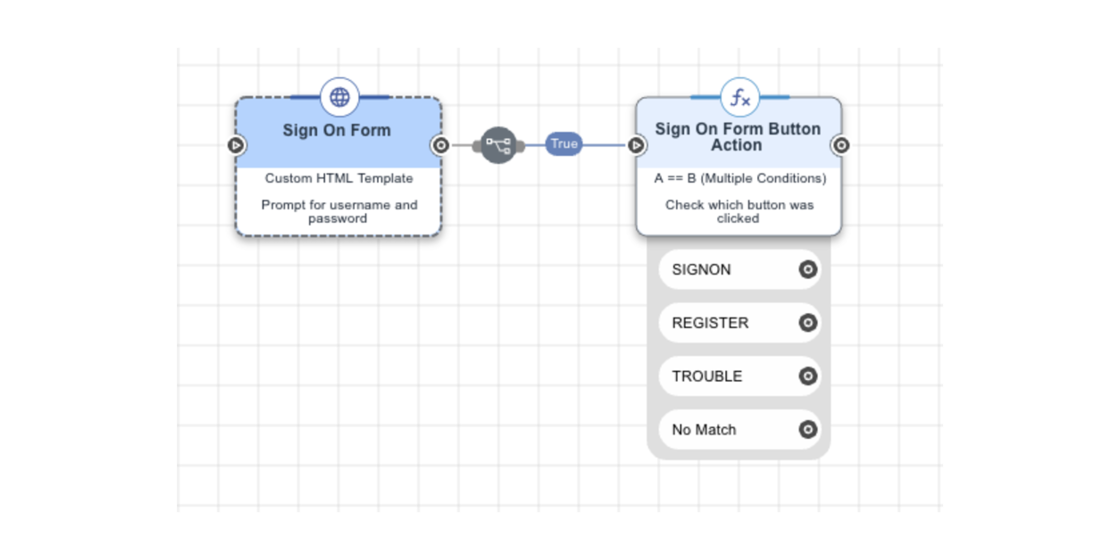 Sign On Form
Custom HTML Template
Prompt for username and
password
True
fx
Sign On Form Button
Action
A == B (Multiple Conditions)
Check which button was
clicked
SIGNON
REGISTER
TROUBLE
No Match